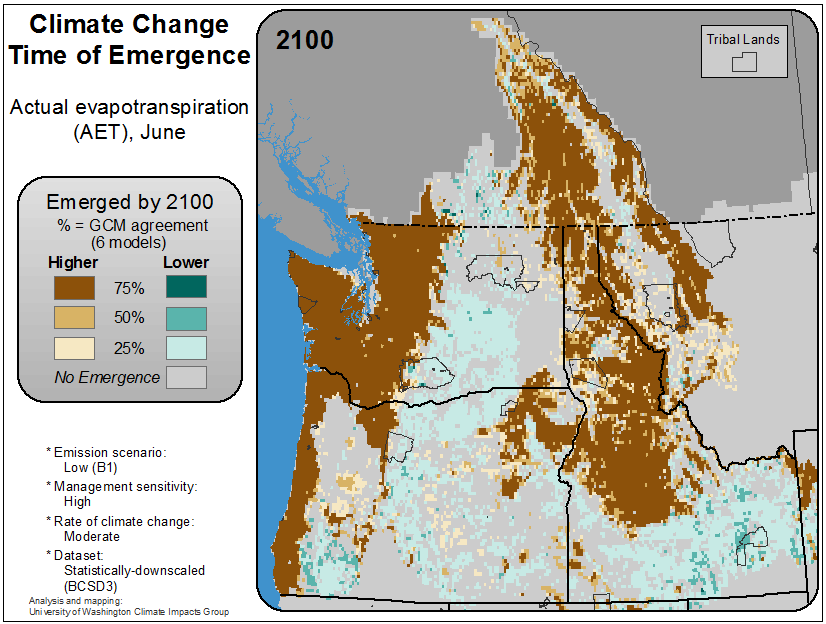 Climate Change
Time of Emergence
Actual evapotranspiration
(AET), June
2100
Tribal Lands
Emerged by 2100
% = GCM agreement
(6 models)
Higher Lower
75%
50%
25%
No Emergence
* Emission scenario:
Low (B1)
* Management sensitivity:
High
* Rate of climate change:
Moderate
* Dataset:
Statistically-downscaled
(BCSD3)
Analysis and mapping:
University of Washington Climate Impacts Group